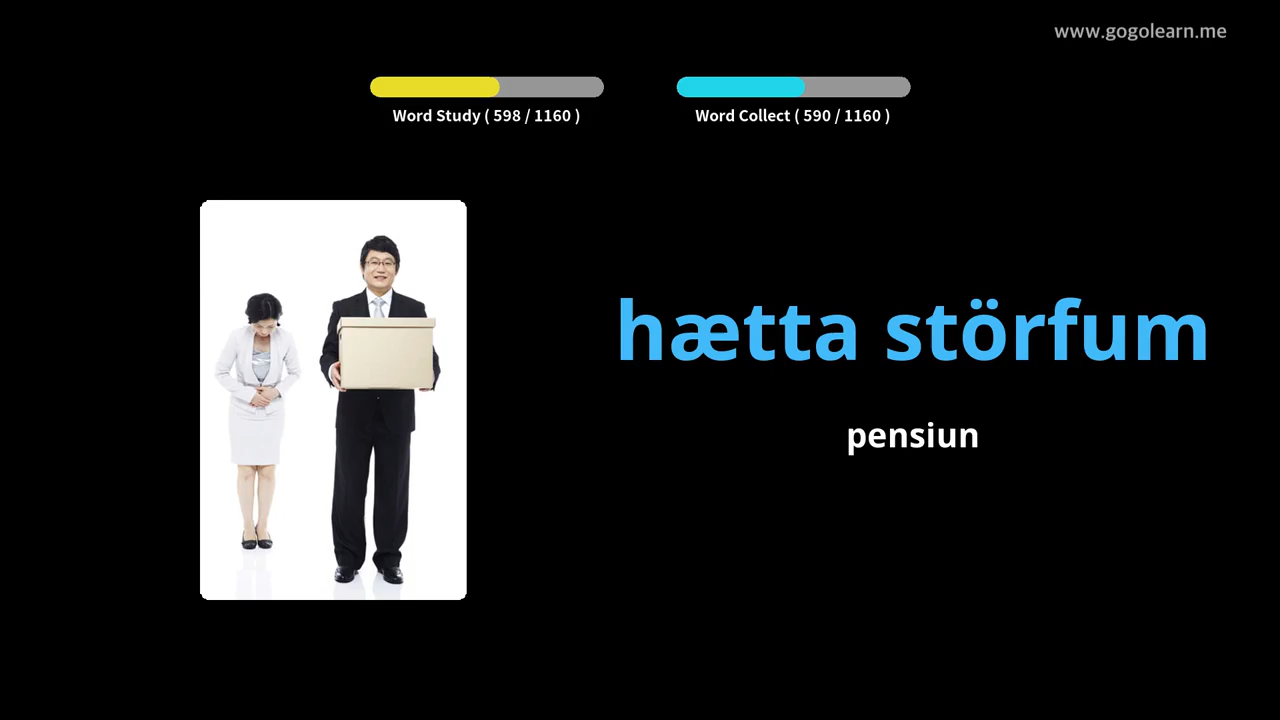 www.gogolearn.me
Word Study ( 598 / 1160 )
Word Collect ( 590 / 1160 )
hætta störfum
pensiun